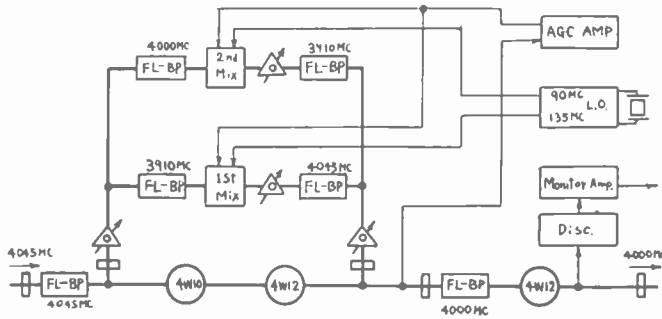 AGC AMP
4000MC
3910MC
FL-BP
2nd
Mix
FL-BP
90MC
L.O.
135MC
3910MC
4045MC
FL-BP
1St
Mix
FL-BP
Monitor Amp.
Disc.
4045MC
4000MC
FL-BP
4W10
4W12
FL-BP
4W12
4045MC
4000MC